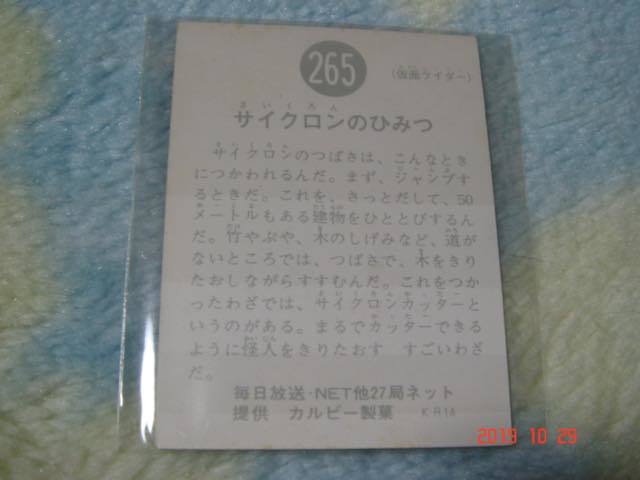 265
(仮面ライダー)
サイクロンのひみつ
サイクロンのつばさは、こんなとき
につかわれるんだ。まず、ジャンプす
るときだ。これを、さっとだして、50
メートルもある建物をひととびするん
だ。竹やぶや、木のしげみなど、道が
ないところでは、つばさで、木をきり
たおしながらすすむんだ。これをつか
ったわざでは、サイクロンカッターと
いうのがある。まるでカッターできる
ように怪人をきりたおす すごいわざ
だ。
毎日放送・NET他27局ネット
提供 カルビー製菓 KR16
2019 10 29